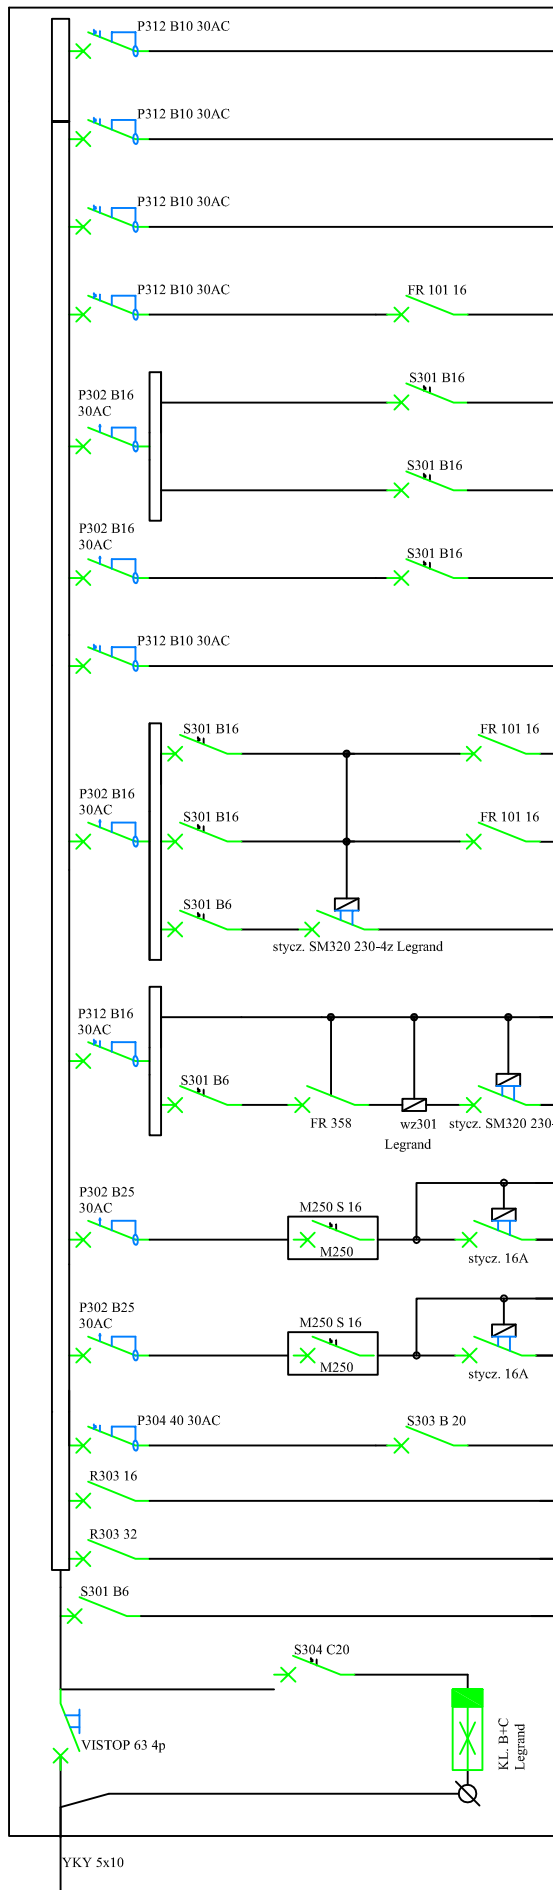 P312 B10 30AC
P312 B10 30AC
P312 B10 30AC
P312 B10 30AC
FR 101 16
S301 B16
P302 B16
30AC
S301 B16
P302 B16
30AC
S301 B16
P312 B10 30AC
S301 B16
FR 101 16
P302 B16
30AC
S301 B16
FR 101 16
S301 B6
stycz. SM320 230-4z Legrand
P312 B16
30AC
S301 B6
FR 358
wz301
Legrand
stycz. SM320 230-
P302 B25
30AC
M250 S 16
M250
stycz. 16A
P302 B25
30AC
M250 S 16
M250
stycz. 16A
P304 40 30AC
S303 B 20
R303 16
R303 32
S301 B6
S304 C20
VISTOP 63 4p
KL. B+C
Legrand
YKY 5x10